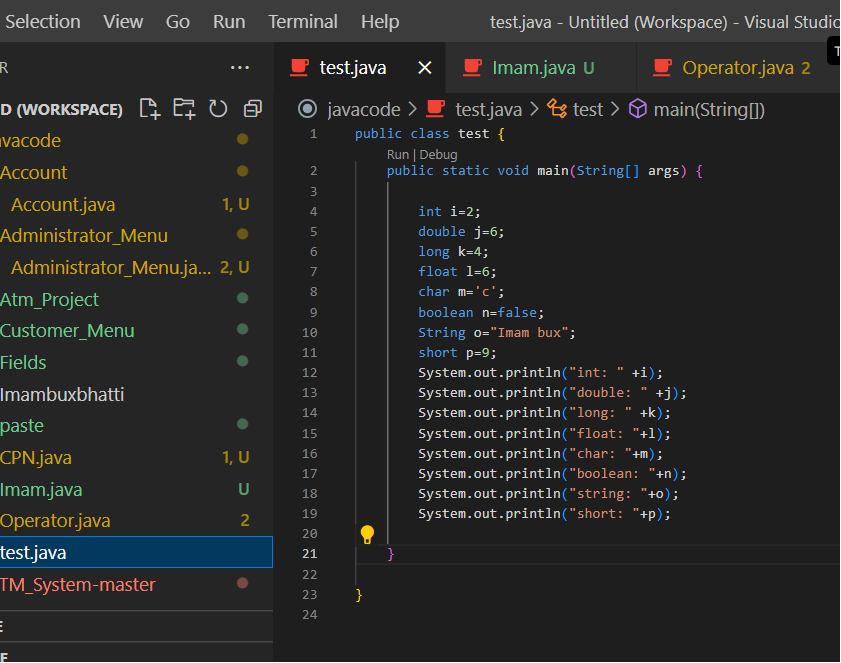 Selection View Go Run Terminal Help test.java - Untitled (Workspace) - Visual Studio
R ... test.java Imam.java U Operator.java 2
D (WORKSPACE) javacode > test.java > test > main(String[])
vacode
Account
Account.java 1, U
Administrator_Menu
Administrator_Menu.ja... 2, U
Atm_Project
Customer_Menu
Fields
Imambuxbhatti
paste
CPN.java 1, U
Imam.java U
Operator.java 2
test.java
TM_System-master
E
F
1 public class test {
Run | Debug
2 public static void main(String[] args) {
3
4 int i=2;
5 double j=6;
6 long k=4;
7 float l=6;
8 char m='c';
9 boolean n=false;
10 String o="Imam bux";
11 short p=9;
12 System.out.println("int: " +i);
13 System.out.println("double: " +j);
14 System.out.println("long: " +k);
15 System.out.println("float: "+l);
16 System.out.println("char: "+m);
17 System.out.println("boolean: "+n);
18 System.out.println("string: "+o);
19 System.out.println("short: "+p);
20
21 }
22
23 }
24
T